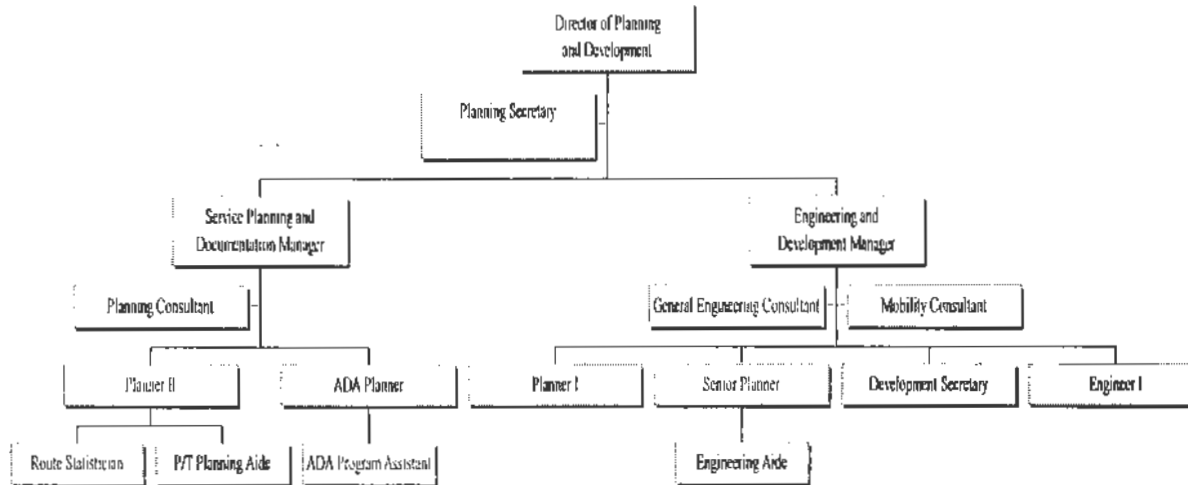 Director of Planning
and Development
Planning Secretary
Service Planning and
Documentation Manager
Engineering and
Development Manager
Planning Consultant
General Engineering Consultant
Mobility Consultant
Planner II
ADA Planner
Planner I
Senior Planner
Development Secretary
Engineer I
Route Statistician
P/T Planning Aide
ADA Program Assistant
Engineering Aide